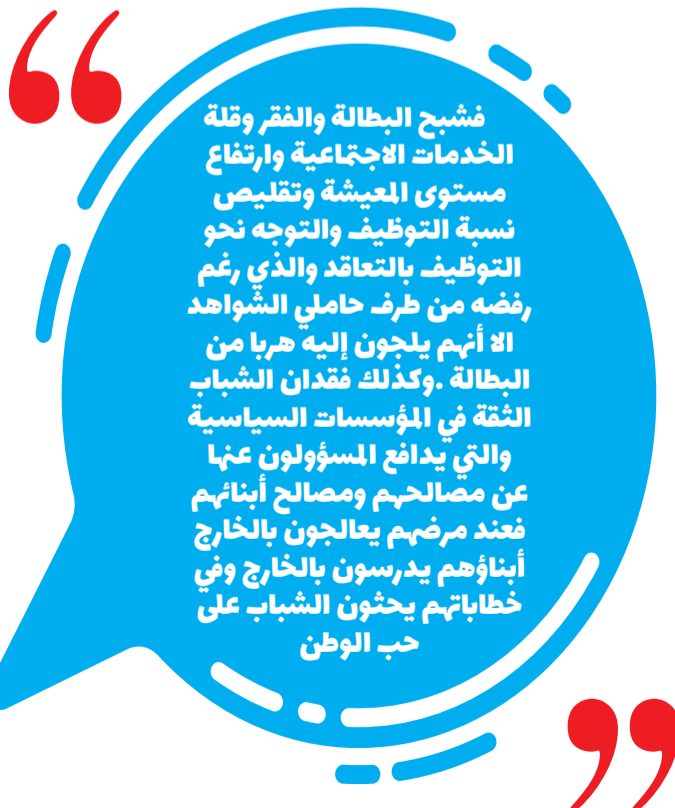 فشبح البطالة والفقر وقلة
الخدمات الاجتماعية وارتفاع
مستوى المعيشة وتقليص
نسبة التوظيف والتوجه نحو
التوظيف بالتعاقد والذي رغم
رفضه من طرف حاملي الشواهد
الا أنهم يلجون إليه هربا من
البطالة .وكذلك فقدان الشباب
الثقة في المؤسسات السياسية
والتي يدافع المسؤولون عنها
عن مصالحهم ومصالح أبنائهم
فعند مرضهم يعالجون بالخارج
أبناؤهم يدرسون بالخارج وفي
خطاباتهم يحثون الشباب على
حب الوطن